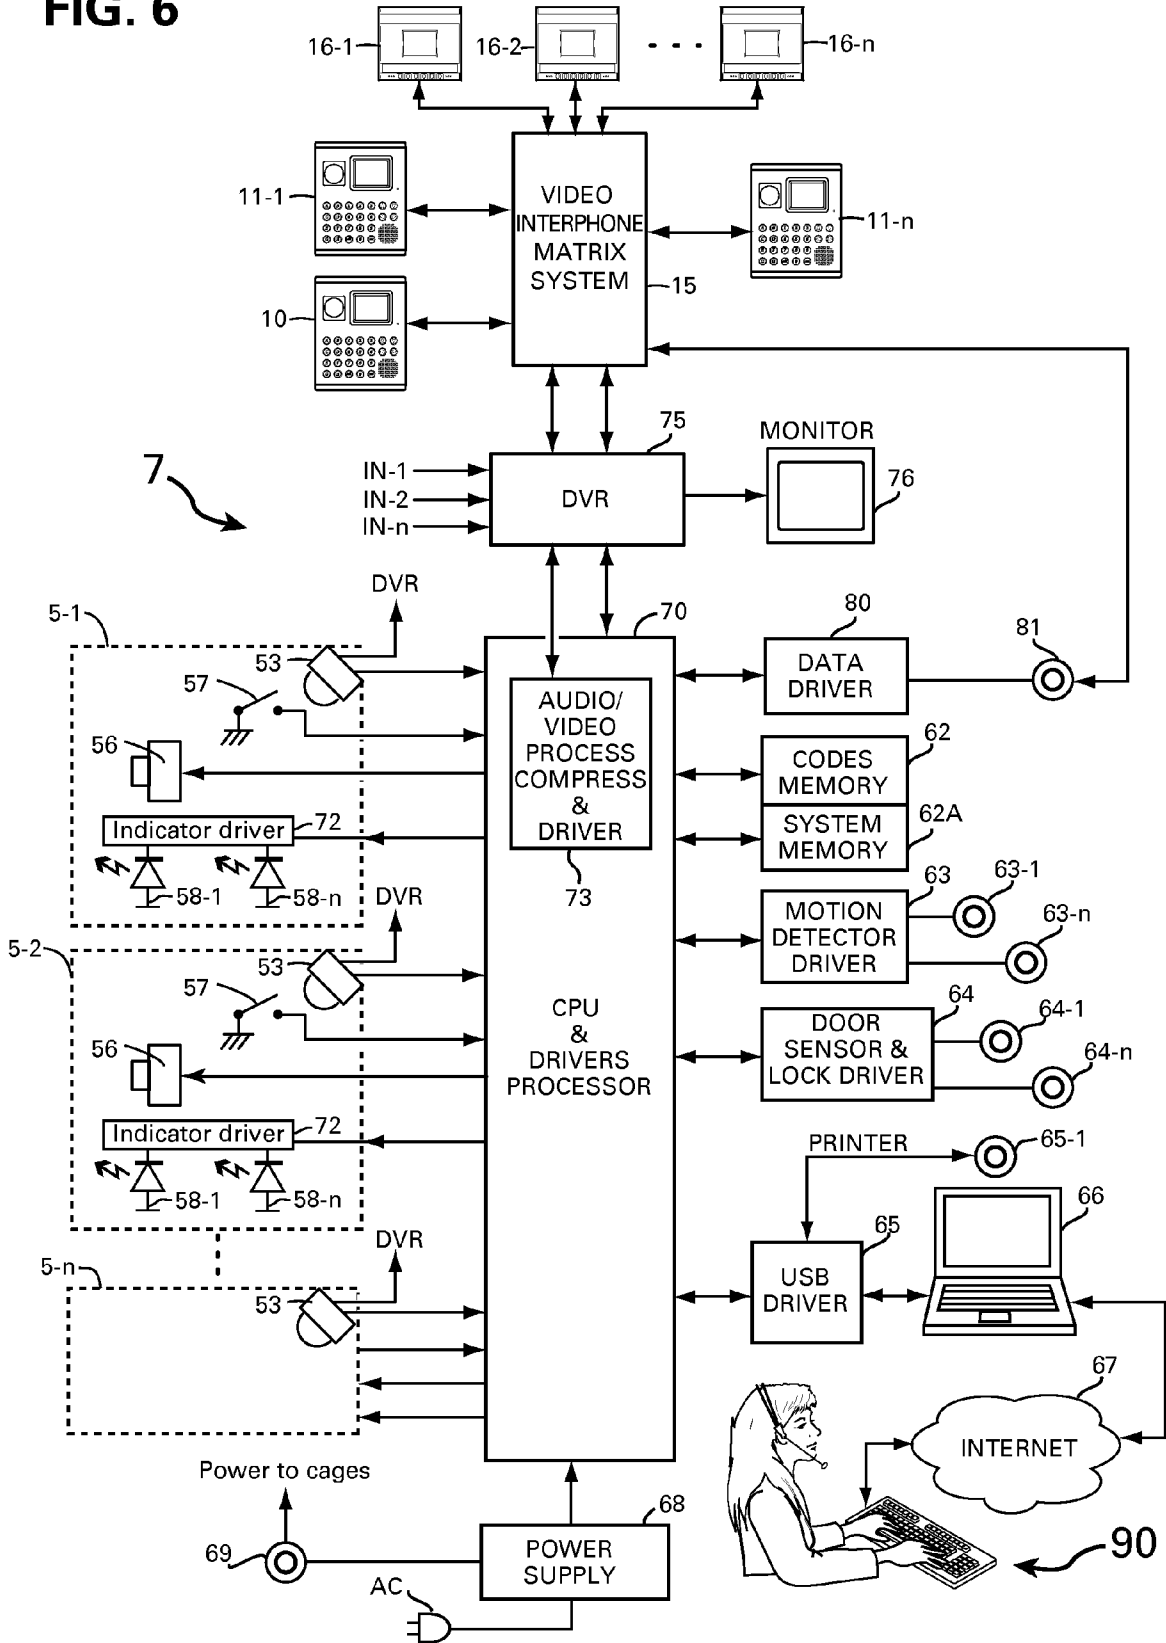 FIG. 6
16-1
16-2
16-n
11-1
VIDEO
INTERPHONE
MATRIX
SYSTEM
11-n
15
10
75
MONITOR
7
IN-1
IN-2
IN-n
DVR
76
DVR
5-1
70
80
81
53
57
DATA
DRIVER
AUDIO/
VIDEO
PROCESS
COMPRESS
&
DRIVER
56
62
CODES
MEMORY
Indicator driver
72
SYSTEM
MEMORY
62A
58-1
58-n
73
DVR
63
63-1
MOTION
DETECTOR
DRIVER
63-n
5-2
53
57
CPU
&
DRIVERS
PROCESSOR
64
64-1
DOOR
SENSOR &
LOCK DRIVER
64-n
56
Indicator driver
72
58-1
58-n
PRINTER
65-1
66
65
DVR
5-n
53
USB
DRIVER
67
INTERNET
Power to cages
68
69
POWER
SUPPLY
AC
90